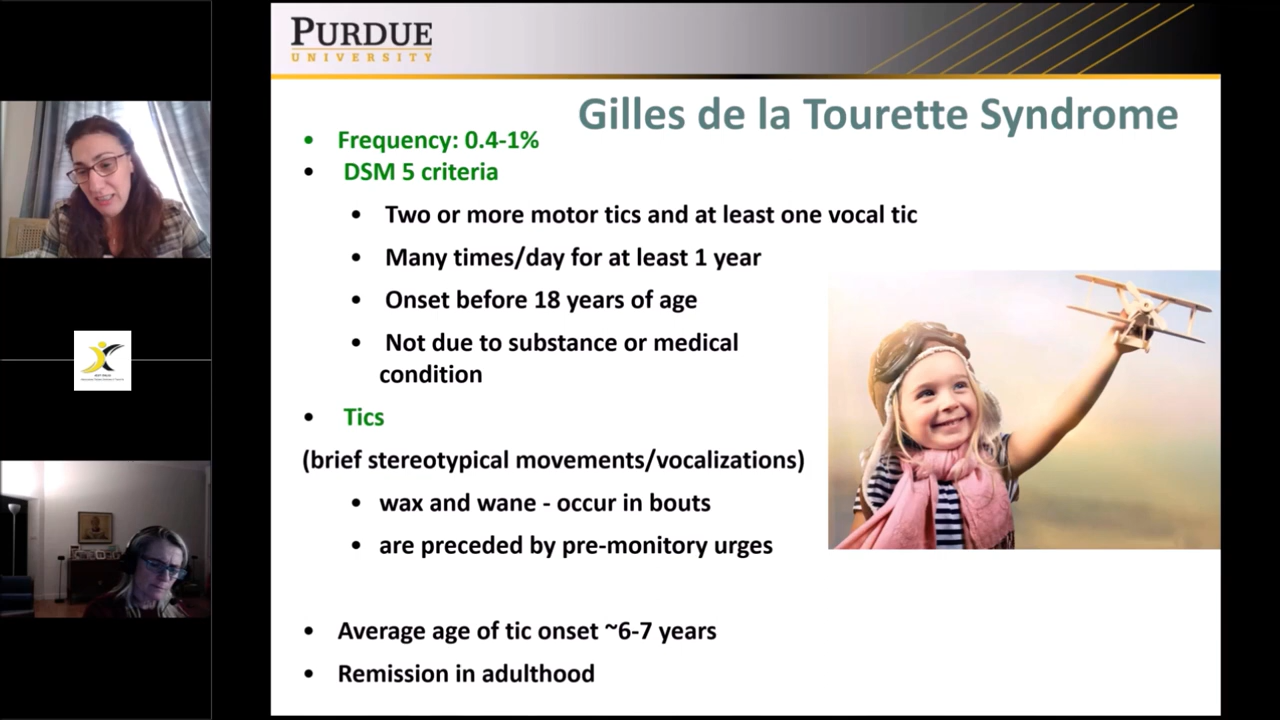 PURDUE
UNIVERSITY
Gilles de la Tourette Syndrome
• Frequency: 0.4-1%
• DSM 5 criteria
• Two or more motor tics and at least one vocal tic
• Many times/day for at least 1 year
• Onset before 18 years of age
• Not due to substance or medical
condition
• Tics
(brief stereotypical movements/vocalizations)
• wax and wane - occur in bouts
• are preceded by pre-monitory urges
• Average age of tic onset ~6-7 years
• Remission in adulthood